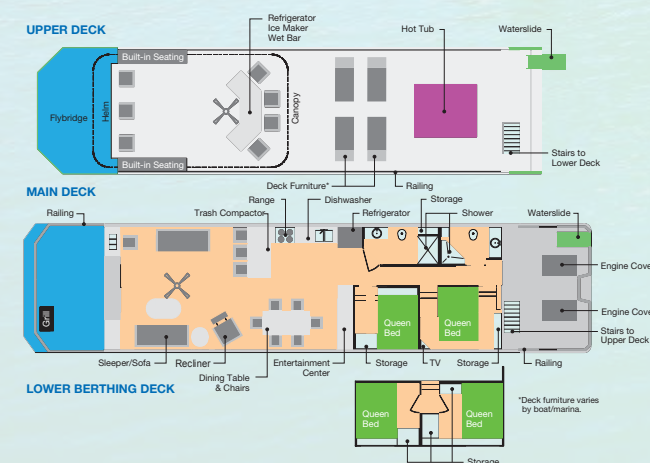 UPPER DECK
Refrigerator
Ice Maker
Wet Bar
Hot Tub
Waterslide
Built-in Seating
Flybridge
Helm
Canopy
Built-in Seating
Stairs to
Lower Deck
Deck Furniture*
Railing
MAIN DECK
Railing
Trash Compactor
Range
Dishwasher
Refrigerator
Storage
Shower
Waterslide
Engine Cove
Grill
Engine Cove
Queen
Bed
Queen
Bed
Stairs to
Upper Deck
Sleeper/Sofa
Recliner
Dining Table
& Chairs
Entertainment
Center
Storage
TV
Storage
Railing
LOWER BERTHING DECK
Queen
Bed
Queen
Bed
*Deck furniture varies
by boat/marina.
Storage